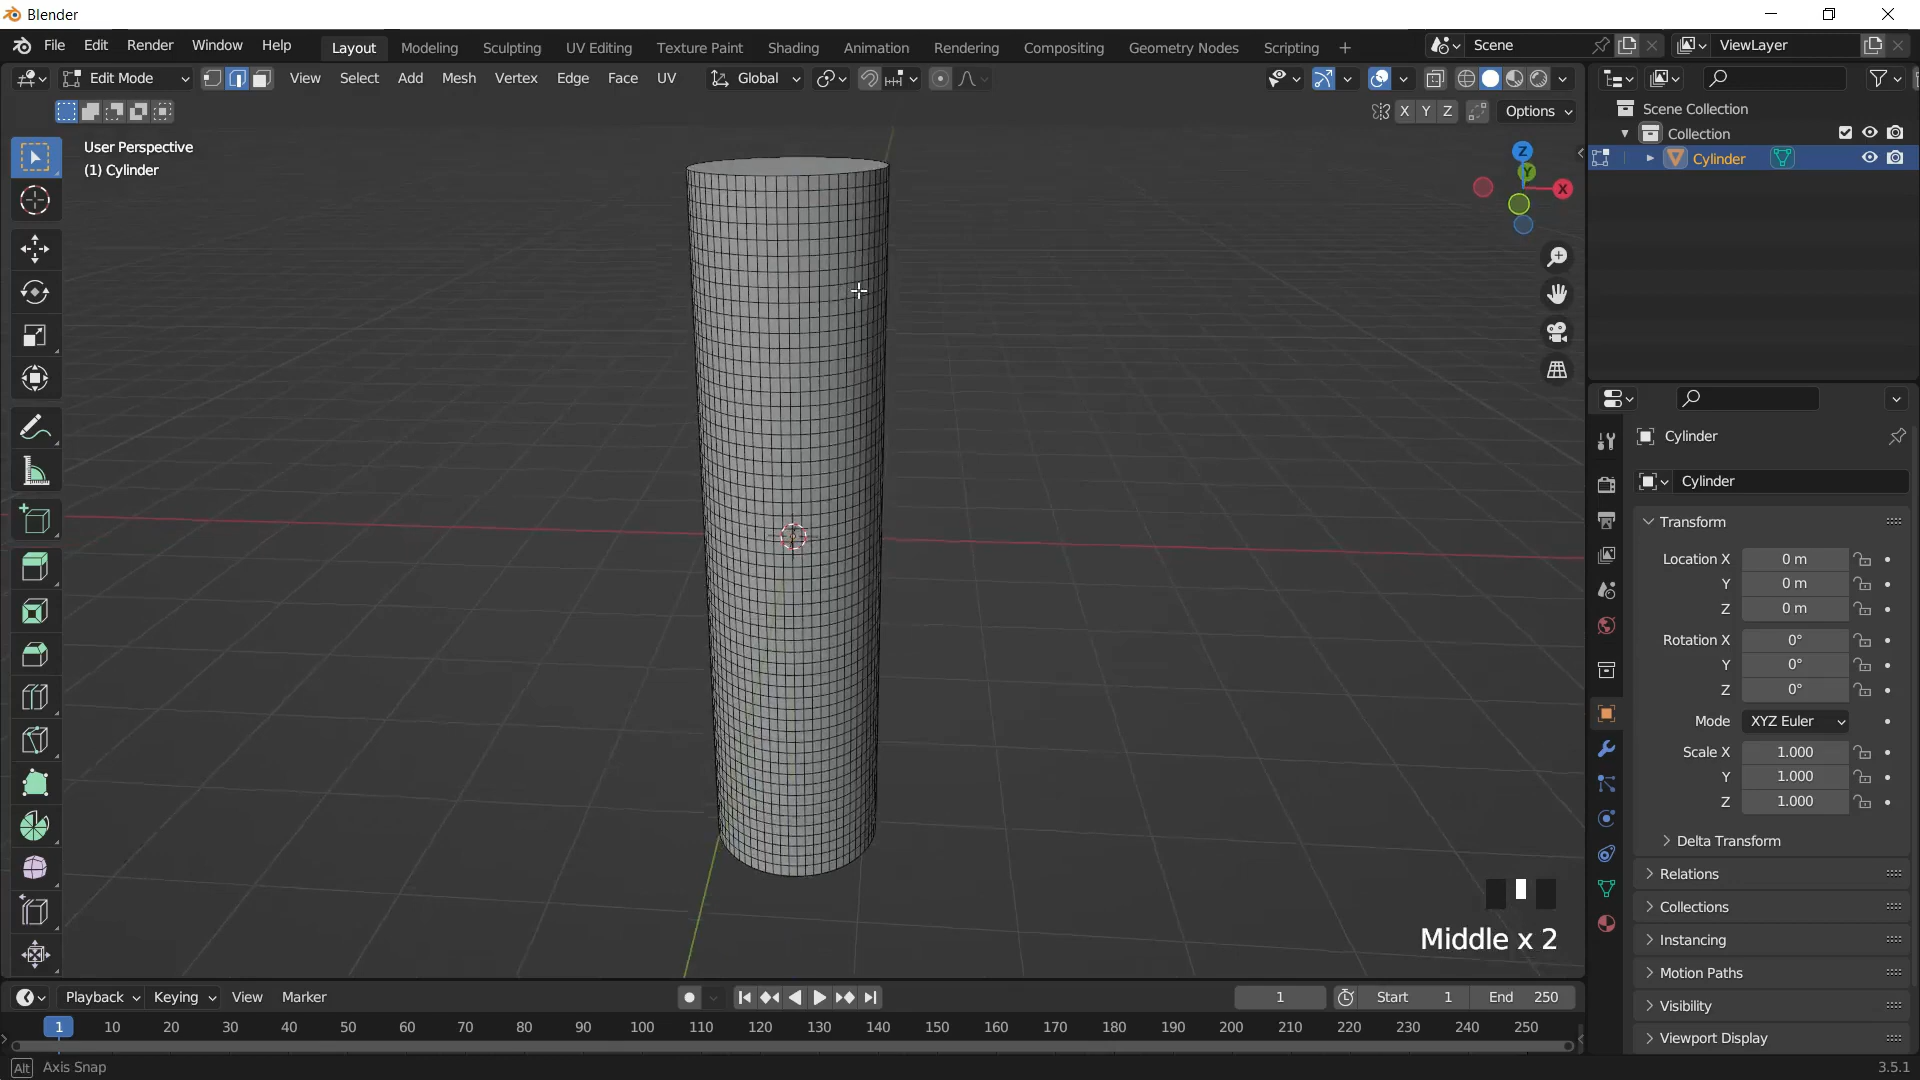 Blender
File Edit Render Window Help Layout Modeling Sculpting UV Editing Texture Paint Shading Animation Rendering Compositing Geometry Nodes Scripting + Scene ViewLayer
Edit Mode View Select Add Mesh Vertex Edge Face UV Global
X Y Z Options
Scene Collection
Collection
Cylinder
User Perspective
(1) Cylinder
Z
Y
X
Cylinder
Cylinder
Transform
Location X 0 m
Y 0 m
Z 0 m
Rotation X 0°
Y 0°
Z 0°
Mode XYZ Euler
Scale X 1.000
Y 1.000
Z 1.000
Delta Transform
Relations
Collections
Instancing
Motion Paths
Visibility
Viewport Display
Middle x 2
Playback Keying View Marker 1 Start 1 End 250
1 10 20 30 40 50 60 70 80 90 100 110 120 130 140 150 160 170 180 190 200 210 220 230 240 250
Alt Axis Snap 3.5.1